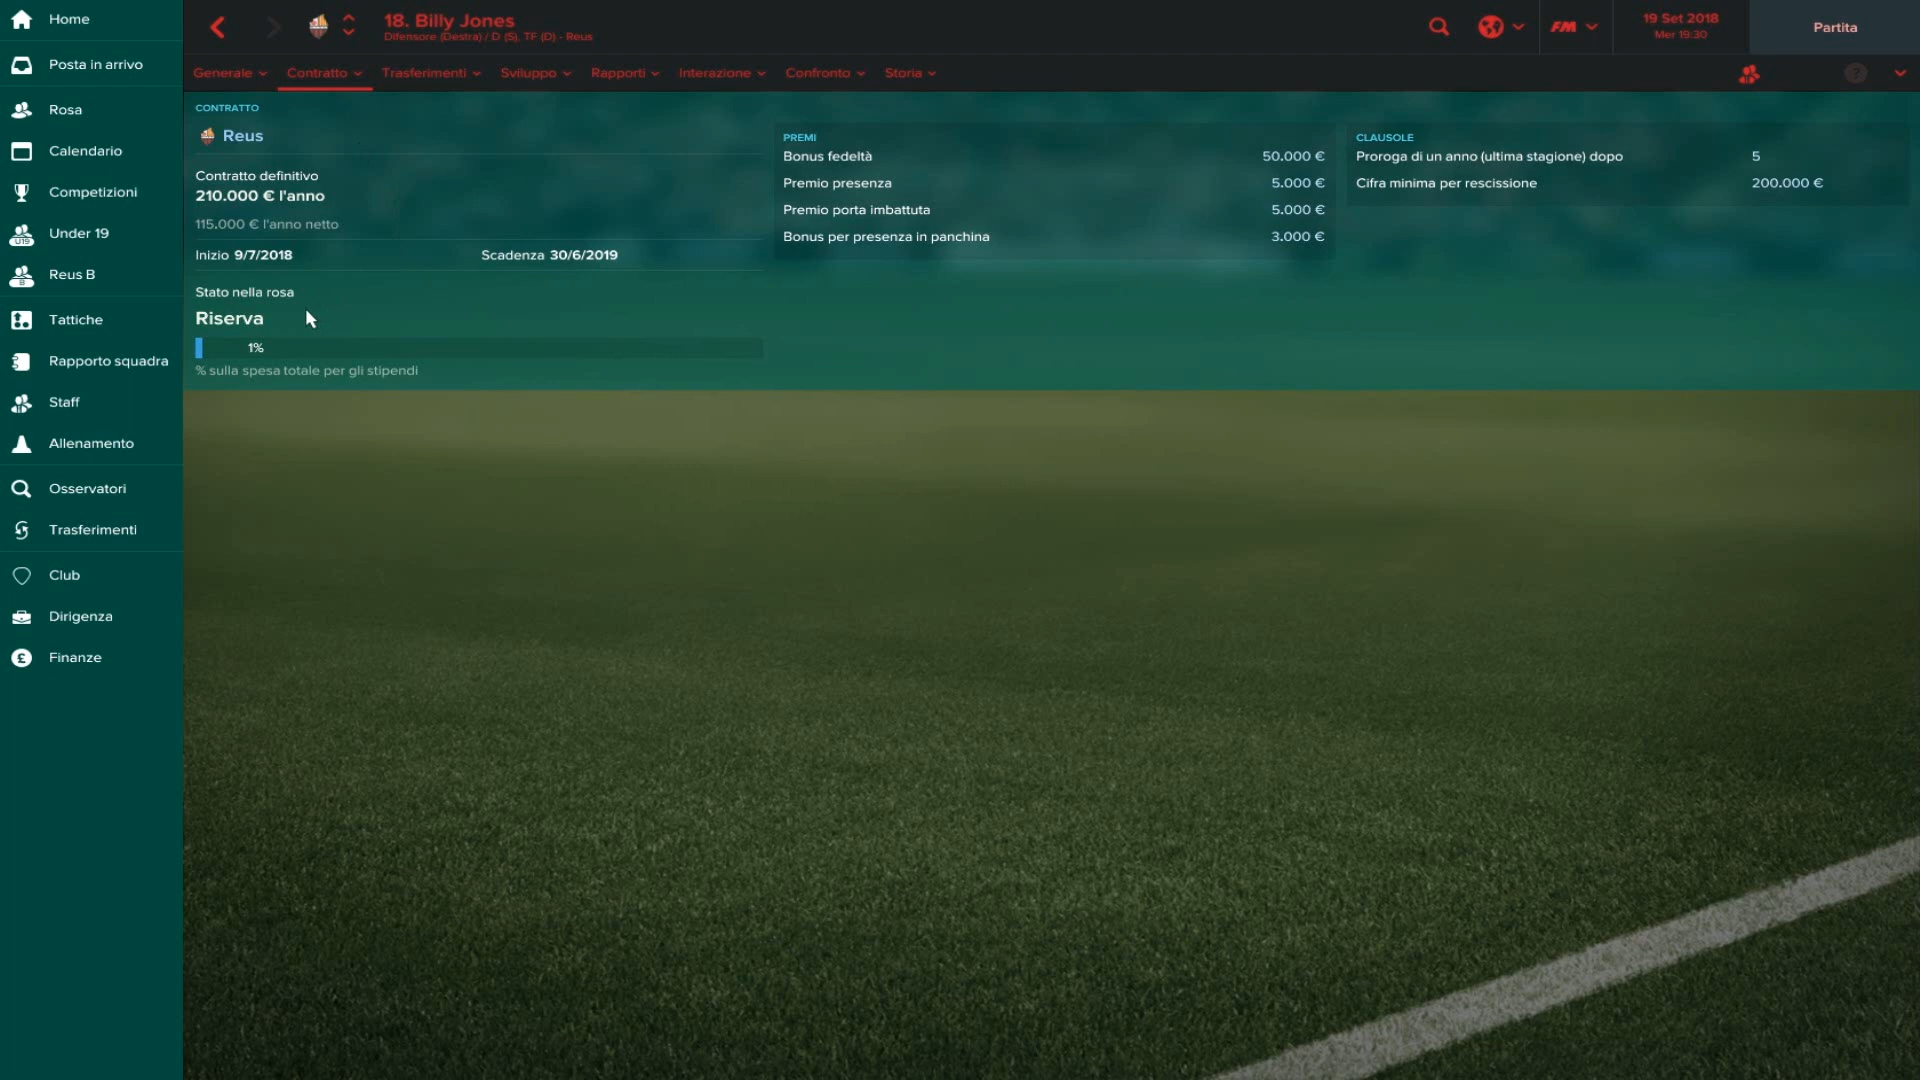 Home
Posta in arrivo
Rosa
Calendario
Competizioni
Under 19
Reus B
Tattiche
Rapporto squadra
Staff
Allenamento
Osservatori
Trasferimenti
Club
Dirigenza
Finanze
18. Billy Jones
Difensore (Destra) / D (S), TF (D) - Reus
FM
19 Set 2018
Mer 19:30
Partita
Generale Contratto Trasferimenti Sviluppo Rapporti Interazione Confronto Storia
CONTRATTO
Reus
Contratto definitivo
210.000 € l'anno
115.000 € l'anno netto
Inizio 9/7/2018 Scadenza 30/6/2019
Stato nella rosa
Riserva
1%
% sulla spesa totale per gli stipendi
PREMI
Bonus fedeltà 50.000 €
Premio presenza 5.000 €
Premio porta imbattuta 5.000 €
Bonus per presenza in panchina 3.000 €
CLAUSOLE
Proroga di un anno (ultima stagione) dopo 5
Cifra minima per rescissione 200.000 €